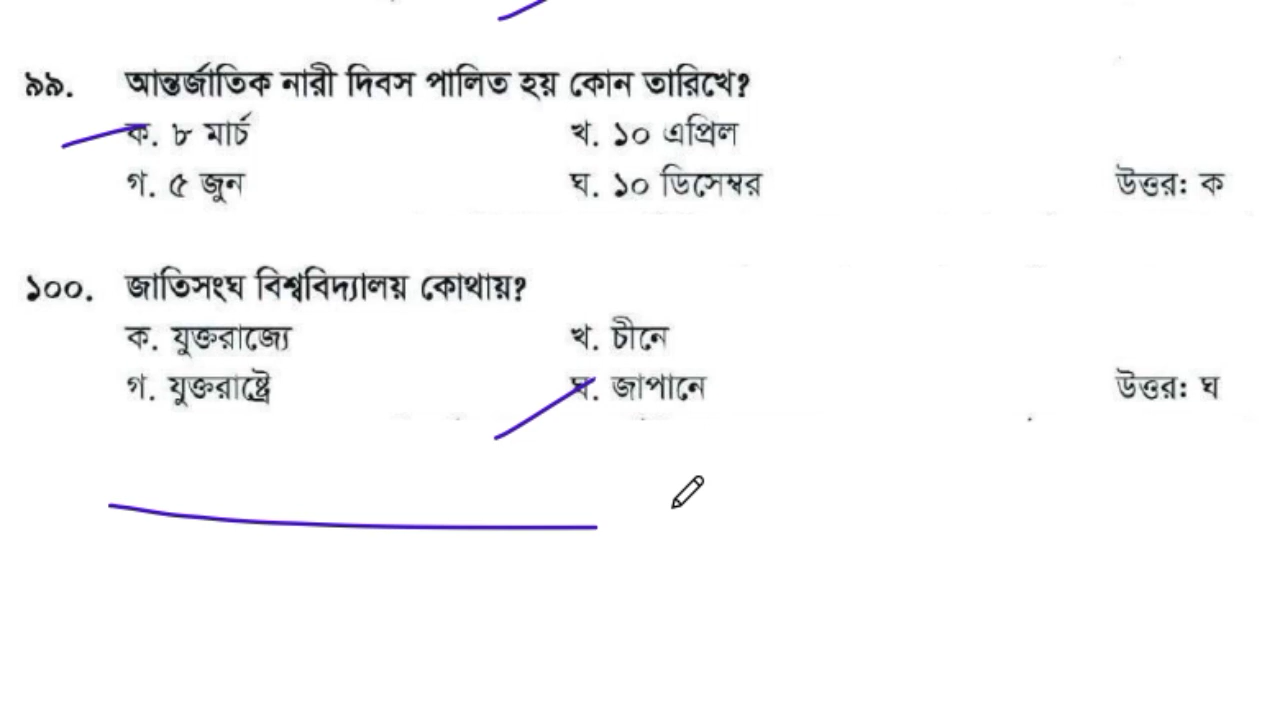 ৯৯. আন্তর্জাতিক নারী দিবস পালিত হয় কোন তারিখে?
ক. ৮ মার্চ খ. ১০ এপ্রিল
গ. ৫ জুন ঘ. ১০ ডিসেম্বর উত্তর: ক
১০০. জাতিসংঘ বিশ্ববিদ্যালয় কোথায়?
ক. যুক্তরাজ্যে খ. চীনে
গ. যুক্তরাষ্ট্রে ঘ. জাপানে উত্তর: ঘ